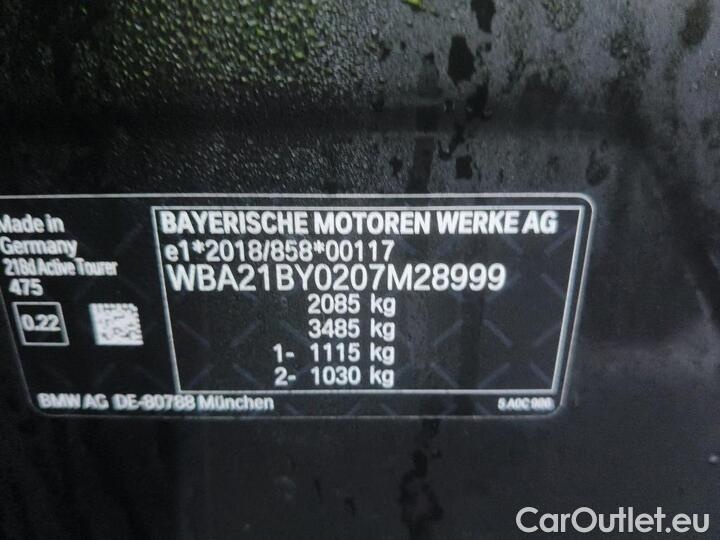 Made in
Germany
218d Active Tourer
475
0.22
BAYERISCHE MOTOREN WERKE AG
e1*2018/858*00117
WBA21BY0207M28999
2085 kg
3485 kg
1- 1115 kg
2- 1030 kg
BMW AG DE-80788 München
CarOutlet.eu